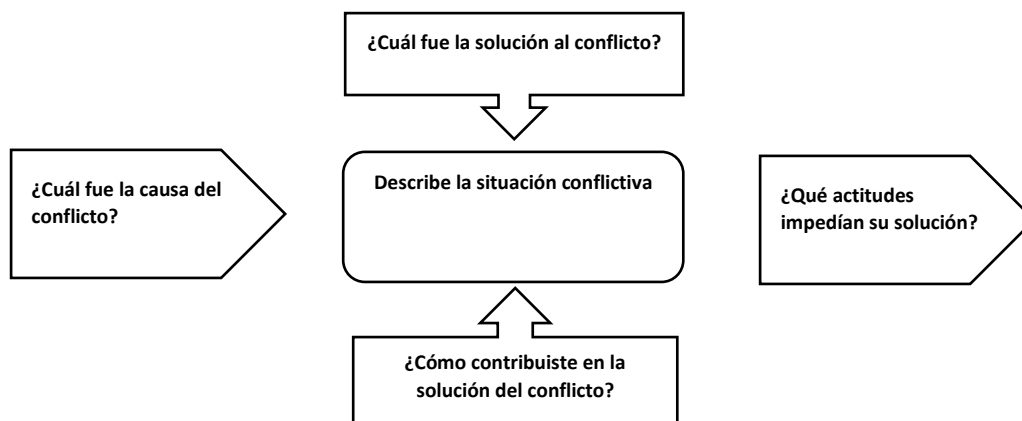 ¿Cuál fue la solución al conflicto?
¿Cuál fue la causa del
conflicto?
Describe la situación conflictiva
¿Qué actitudes
impedían su solución?
¿Cómo contribuiste en la
solución del conflicto?